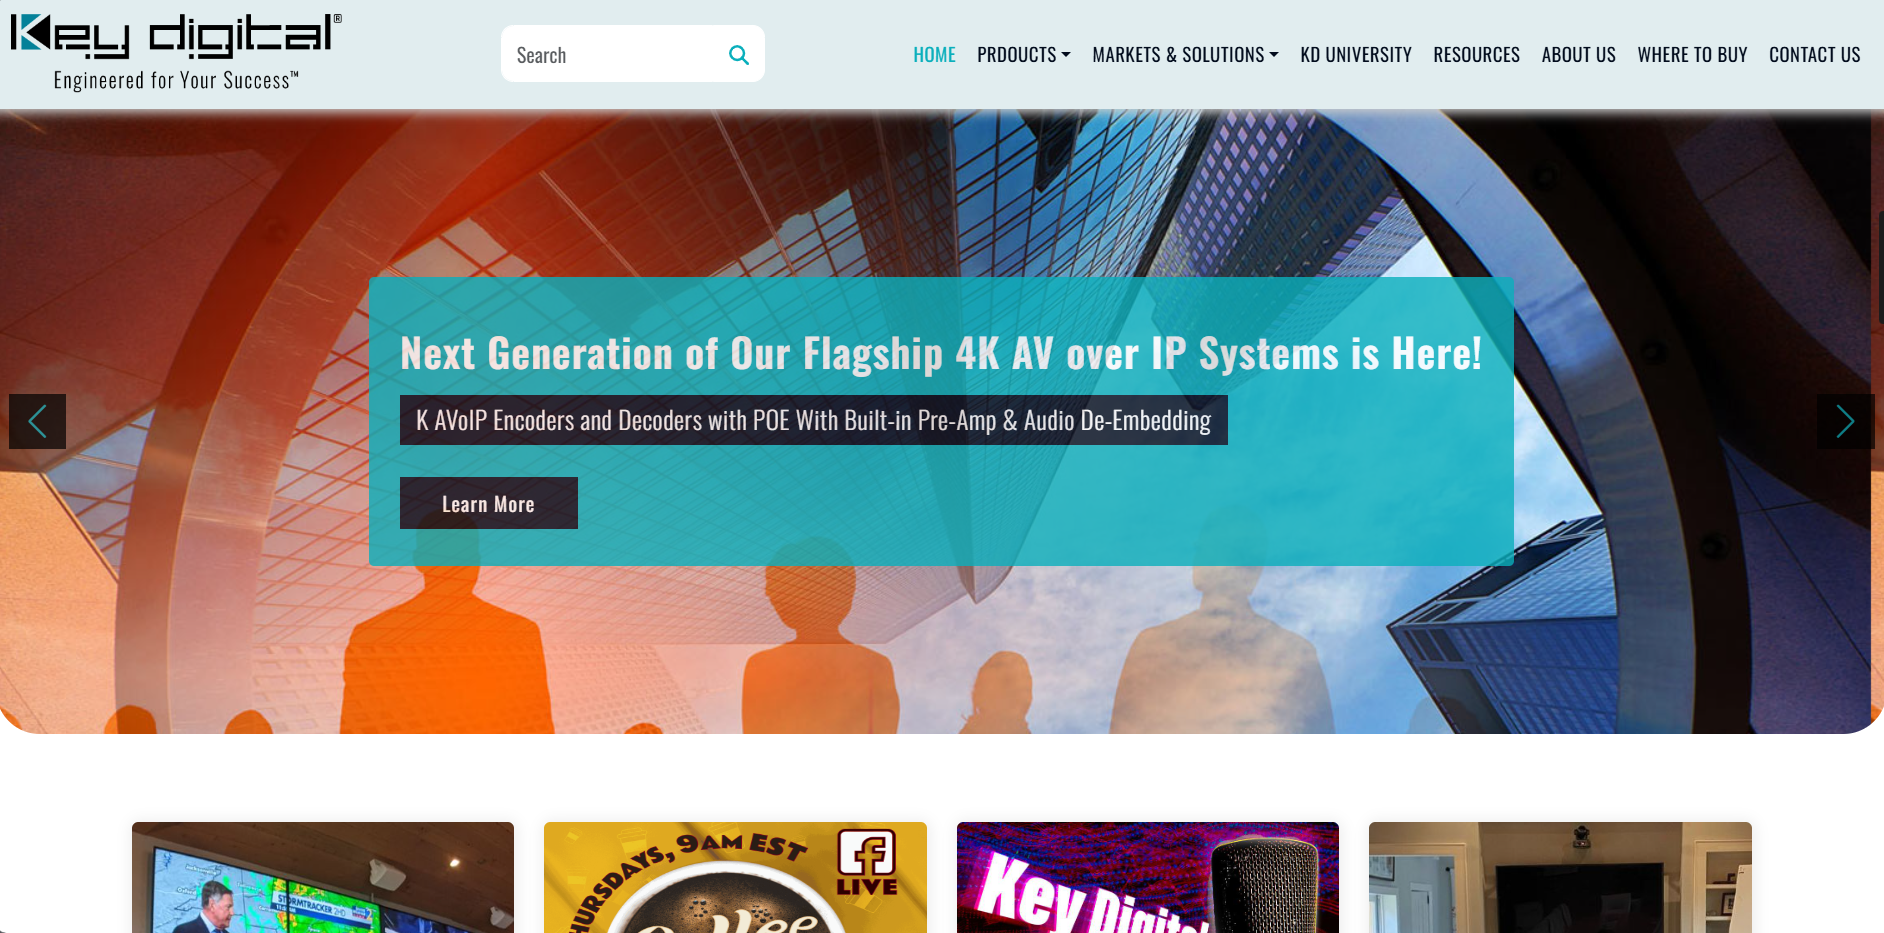 Key digital®
Engineered for Your Success™
Search
HOME PRDOUCTS MARKETS & SOLUTIONS KD UNIVERSITY RESOURCES ABOUT US WHERE TO BUY CONTACT US
Next Generation of Our Flagship 4K AV over IP Systems is Here!
K AVoIP Encoders and Decoders with POE With Built-in Pre-Amp & Audio De-Embedding
Learn More
STORMTRACKER 2HD
HURSDAYS, 9AM EST
f
LIVE
Key Digital